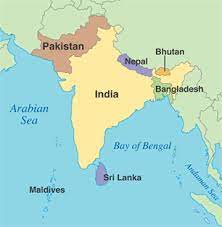 Pakistan
Bhutan
Nepal
India
Bangladesh
Arabian
Sea
Bay of Bengal
Sri Lanka
Maldives
Andaman Sea